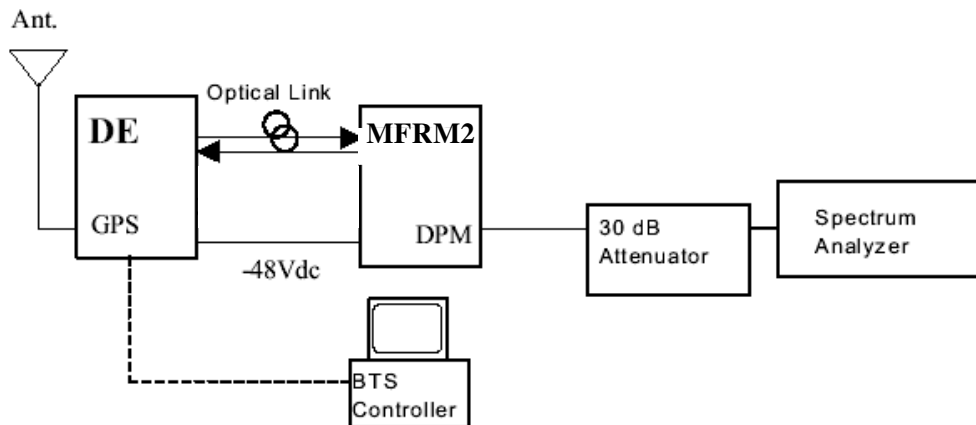 Ant.
Optical Link
DE
MFRM2
GPS
DPM
-48Vdc
30 dB
Attenuator
Spectrum
Analyzer
BTS
Controller